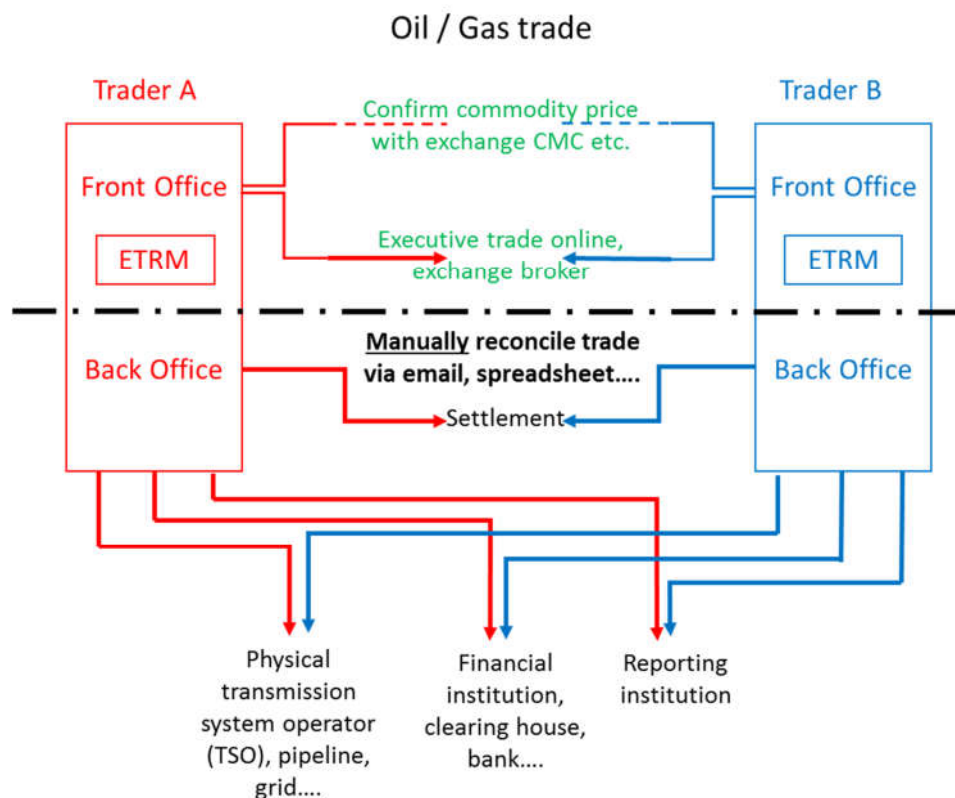 Oil / Gas trade
Trader A
Trader B
Confirm commodity price
with exchange CMC etc.
Front Office
Front Office
Executive trade online,
exchange broker
ETRM
ETRM
Manually reconcile trade
via email, spreadsheet....
Back Office
Back Office
Settlement
Physical
transmission
system operator
(TSO), pipeline,
grid....
Financial
institution,
clearing house,
bank....
Reporting
institution